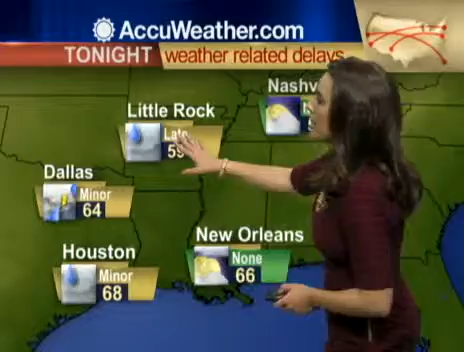 AccuWeather.com
TONIGHT weather related delays
Nashv
Little Rock
Late
59
Dallas
Minor
64
New Orleans
None
66
Houston
Minor
68